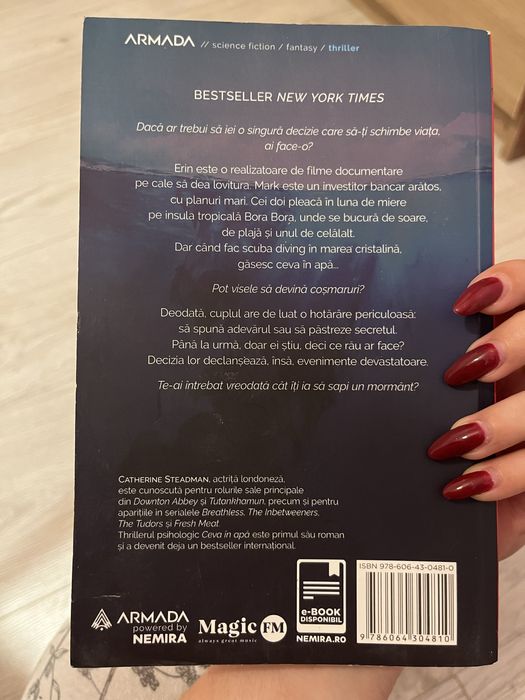 ARMADA // science fiction / fantasy / thriller
BESTSELLER NEW YORK TIMES
Dacă ar trebui să iei o singură decizie care să-ți schimbe viața,
ai face-o?
Erin este o realizatoare de filme documentare
pe cale să dea lovitura. Mark este un investitor bancar arătos,
cu planuri mari. Cei doi pleacă în luna de miere
pe insula tropicală Bora Bora, unde se bucură de soare,
de plajă și unul de celălalt.
Dar când fac scuba diving în marea cristalină,
găsesc ceva în apă...
Pot visele să devină coșmaruri?
Deodată, cuplul are de luat o hotărâre periculoasă:
să spună adevărul sau să păstreze secretul.
Până la urmă, doar ei știu, deci ce rău ar face?
Decizia lor declanșează, însă, evenimente devastatoare.
Te-ai întrebat vreodată cât îți ia să sapi un mormânt?
CATHERINE STEADMAN, actriță londoneză,
este cunoscută pentru rolurile sale principale
din Downton Abbey și Tutankhamun, precum și pentru
aparițiile în serialele Breathless, The Inbetweeners,
The Tudors și Fresh Meat.
Thrillerul psihologic Ceva în apă este primul său roman
și a devenit deja un bestseller internațional.
ARMADA
powered by
NEMIRA
Magic FM
always great music
e-BOOK
DISPONIBIL
NEMIRA.RO
ISBN 978-606-43-0481-0
9 786064 304810